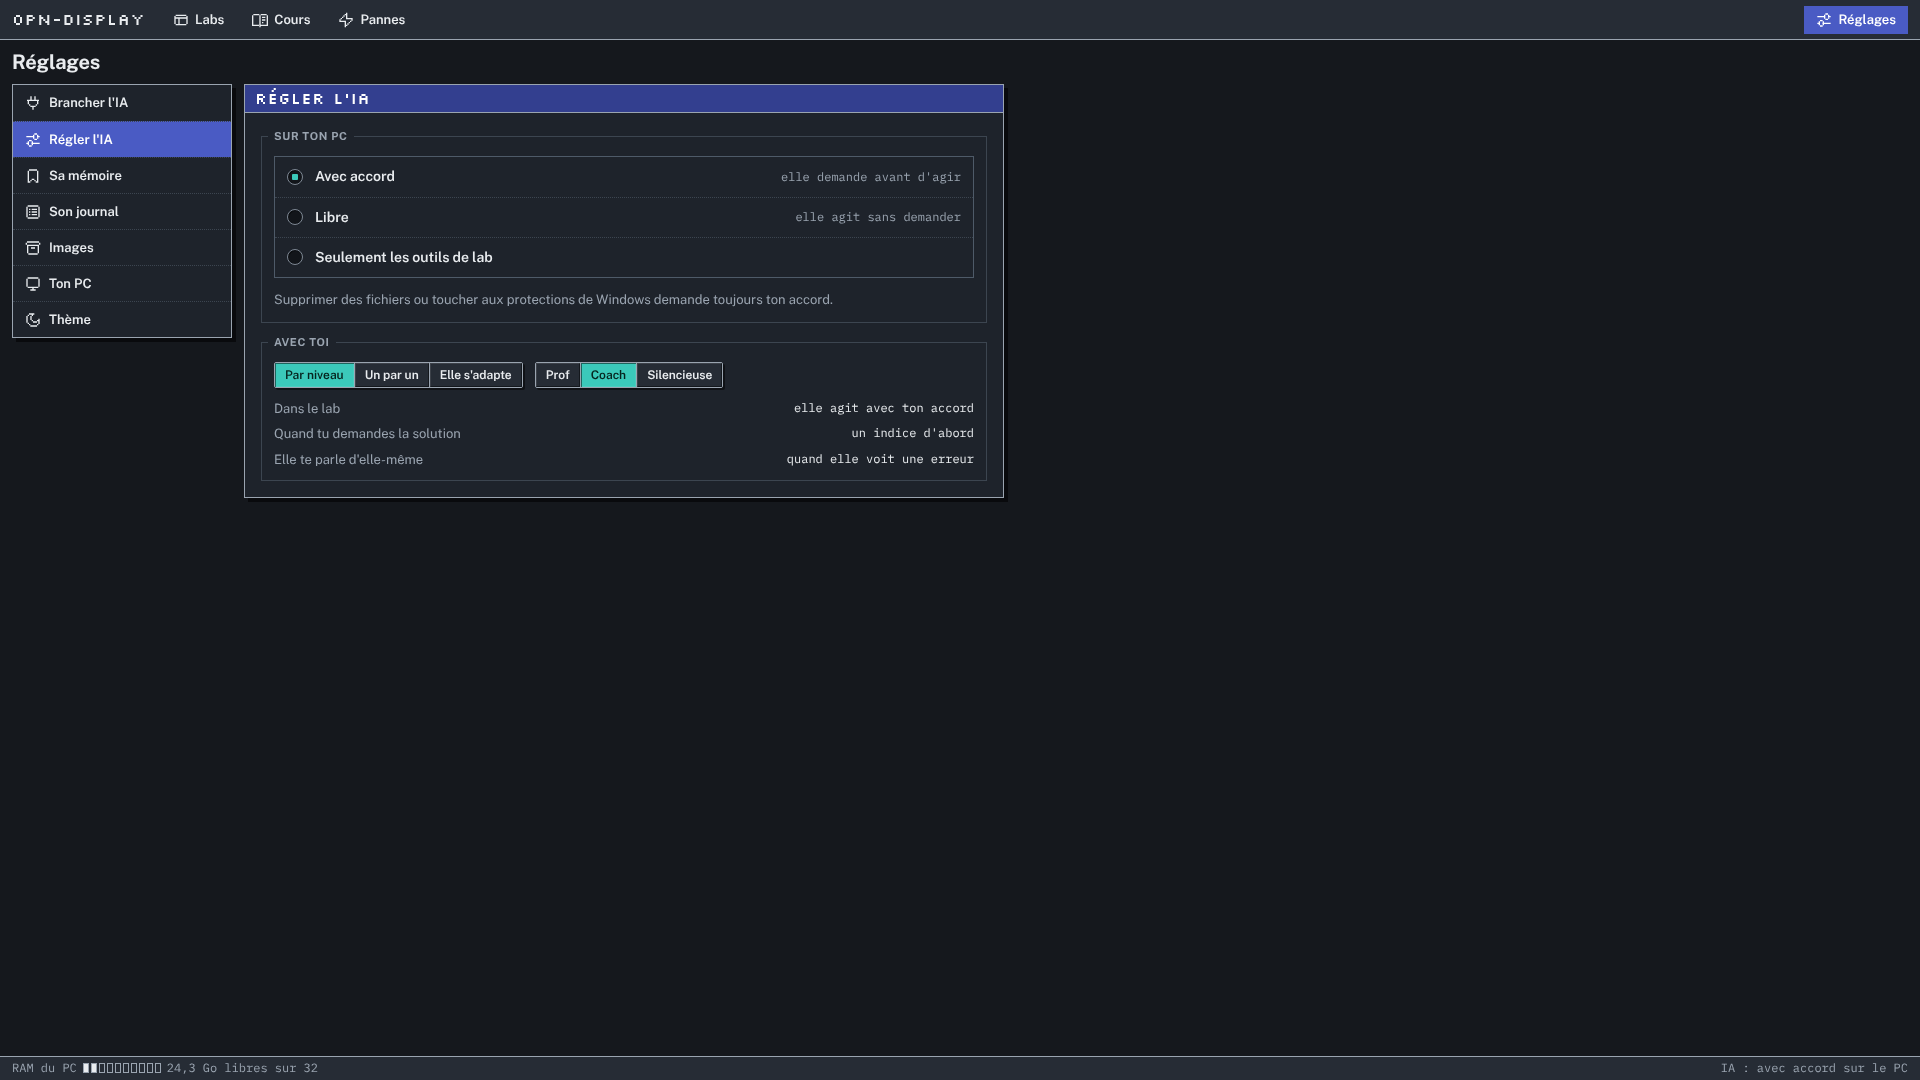 OPN-DISPLAY
Labs
Cours
Pannes
Réglages
Réglages
Brancher l'IA
Régler l'IA
Sa mémoire
Son journal
Images
Ton PC
Thème
RÉGLER L'IA
SUR TON PC
Avec accord
elle demande avant d'agir
Libre
elle agit sans demander
Seulement les outils de lab
Supprimer des fichiers ou toucher aux protections de Windows demande toujours ton accord.
AVEC TOI
Par niveau
Un par un
Elle s'adapte
Prof
Coach
Silencieuse
Dans le lab
elle agit avec ton accord
Quand tu demandes la solution
un indice d'abord
Elle te parle d'elle-même
quand elle voit une erreur
RAM du PC
24,3 Go libres sur 32
IA : avec accord sur le PC